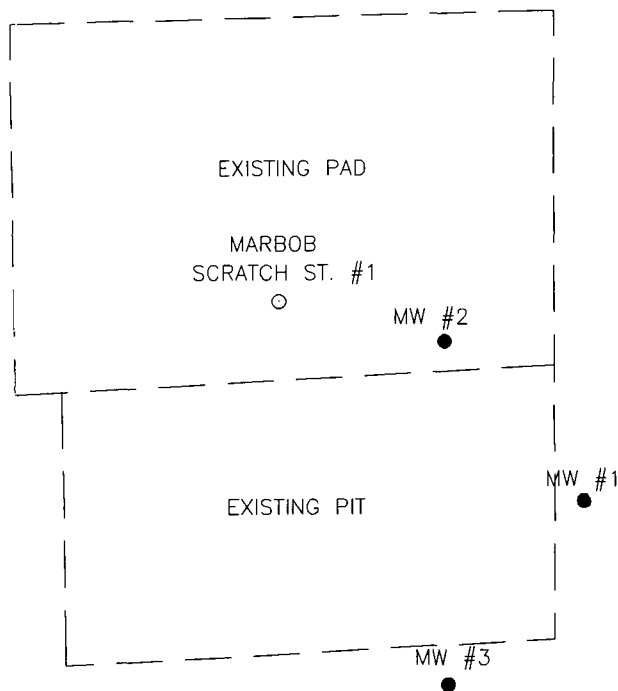 EXISTING PAD
MARBOB
SCRATCH ST. #1
MW #2
MW #1
EXISTING PIT
MW #3